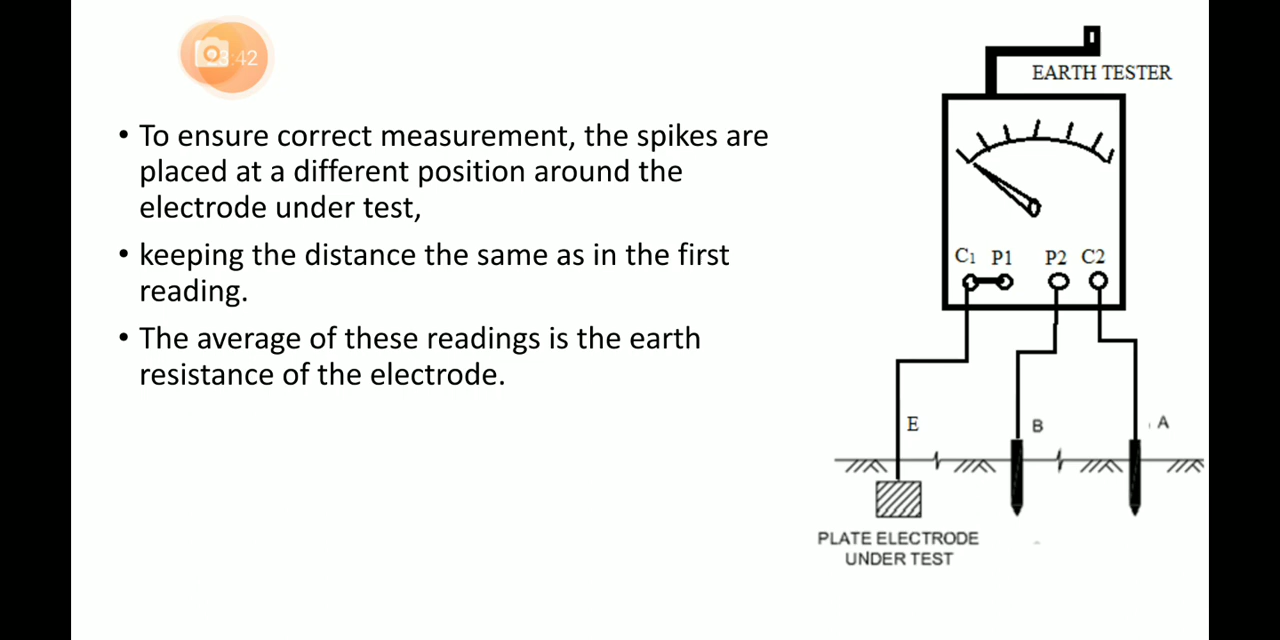 :42
• To ensure correct measurement, the spikes are
placed at a different position around the
electrode under test,
• keeping the distance the same as in the first
reading.
• The average of these readings is the earth
resistance of the electrode.
EARTH TESTER
C1 P1 P2 C2
E
B
A
PLATE ELECTRODE
UNDER TEST